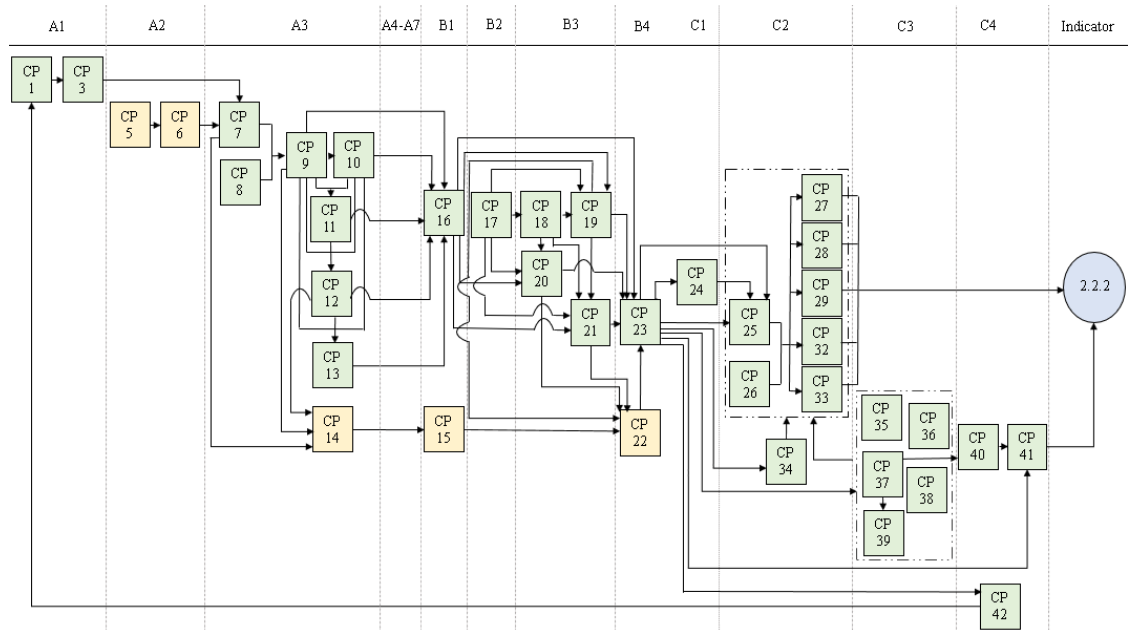 A1 A2 A3 A4-A7 B1 B2 B3 B4 C1 C2 C3 C4 Indicator
CP
1
CP
3
CP
5
CP
6
CP
7
CP
8
CP
9
CP
10
CP
11
CP
12
CP
13
CP
14
CP
15
CP
16
CP
17
CP
18
CP
19
CP
20
CP
21
CP
22
CP
23
CP
24
CP
25
CP
26
CP
27
CP
28
CP
29
CP
32
CP
33
CP
34
CP
35
CP
36
CP
37
CP
38
CP
39
CP
40
CP
41
CP
42
2.2.2